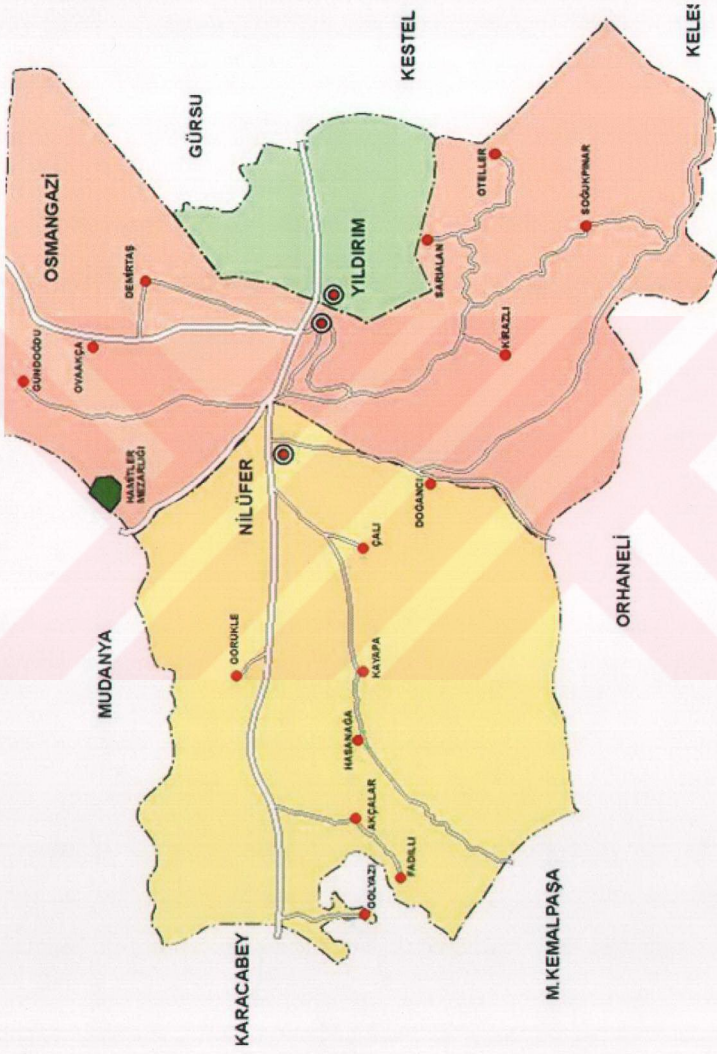 KARACABEY
MUDANYA
OSMANGAZİ
GÜRSU
KESTEL
KELES
ORHANELİ
M.KEMALPAŞA
NİLÜFER
YILDIRIM
GÜNDOĞDU
OVAAKÇA
DEMİRTAŞ
HAMİTLER
MEZARLIĞI
GÖRÜKLE
ÇALI
KAYAPA
HASANAĞA
AKÇALAR
FADILLI
GÖLYAZI
DOĞANCI
KİRAZLI
SARIALAN
OTELLER
SOĞUKPINAR